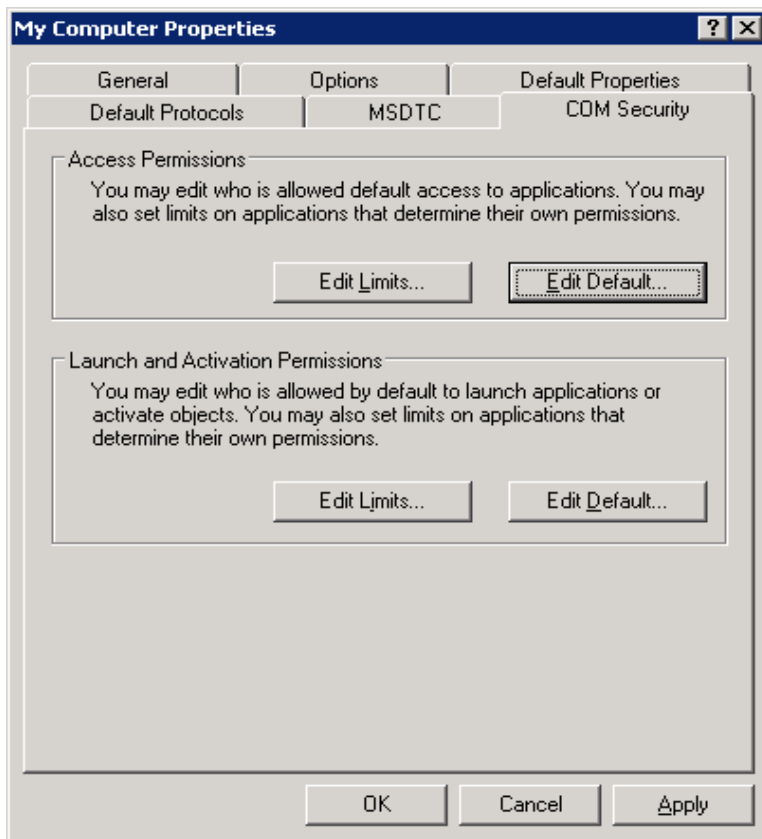 My Computer Properties
General Options Default Properties
Default Protocols MSDTC COM Security
Access Permissions
You may edit who is allowed default access to applications. You may
also set limits on applications that determine their own permissions.
Edit Limits... Edit Default...
Launch and Activation Permissions
You may edit who is allowed by default to launch applications or
activate objects. You may also set limits on applications that
determine their own permissions.
Edit Limits... Edit Default...
OK Cancel Apply